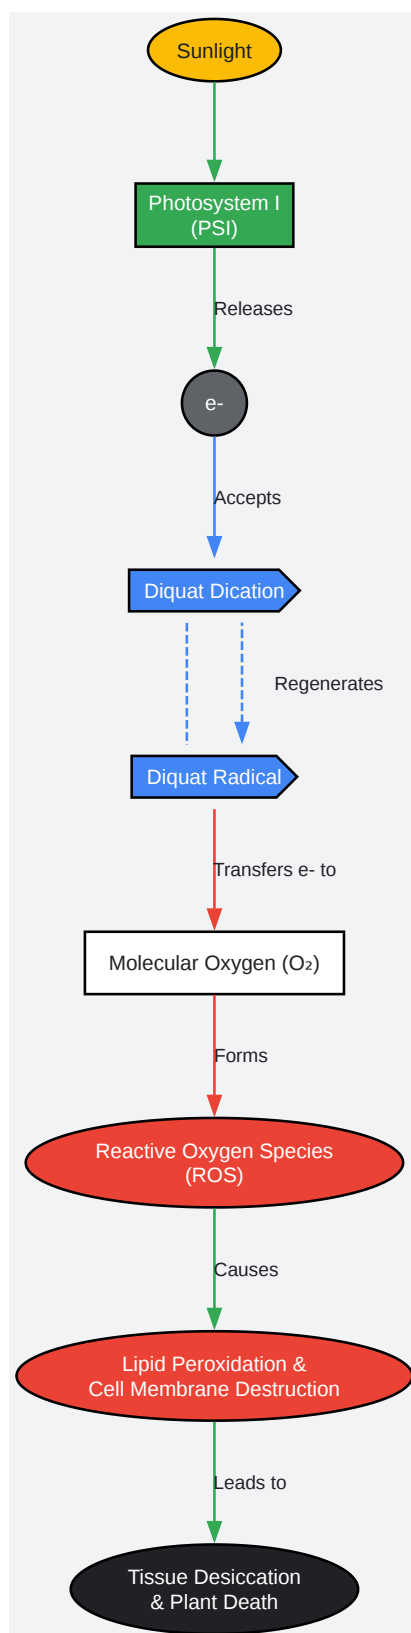 Sunlight
Photosystem I
(PSI)
Releases
e-
Accepts
Diquat Dication
Regenerates
Diquat Radical
Transfers e- to
Molecular Oxygen (O₂)
Forms
Reactive Oxygen Species
(ROS)
Causes
Lipid Peroxidation &
Cell Membrane Destruction
Leads to
Tissue Desiccation
& Plant Death